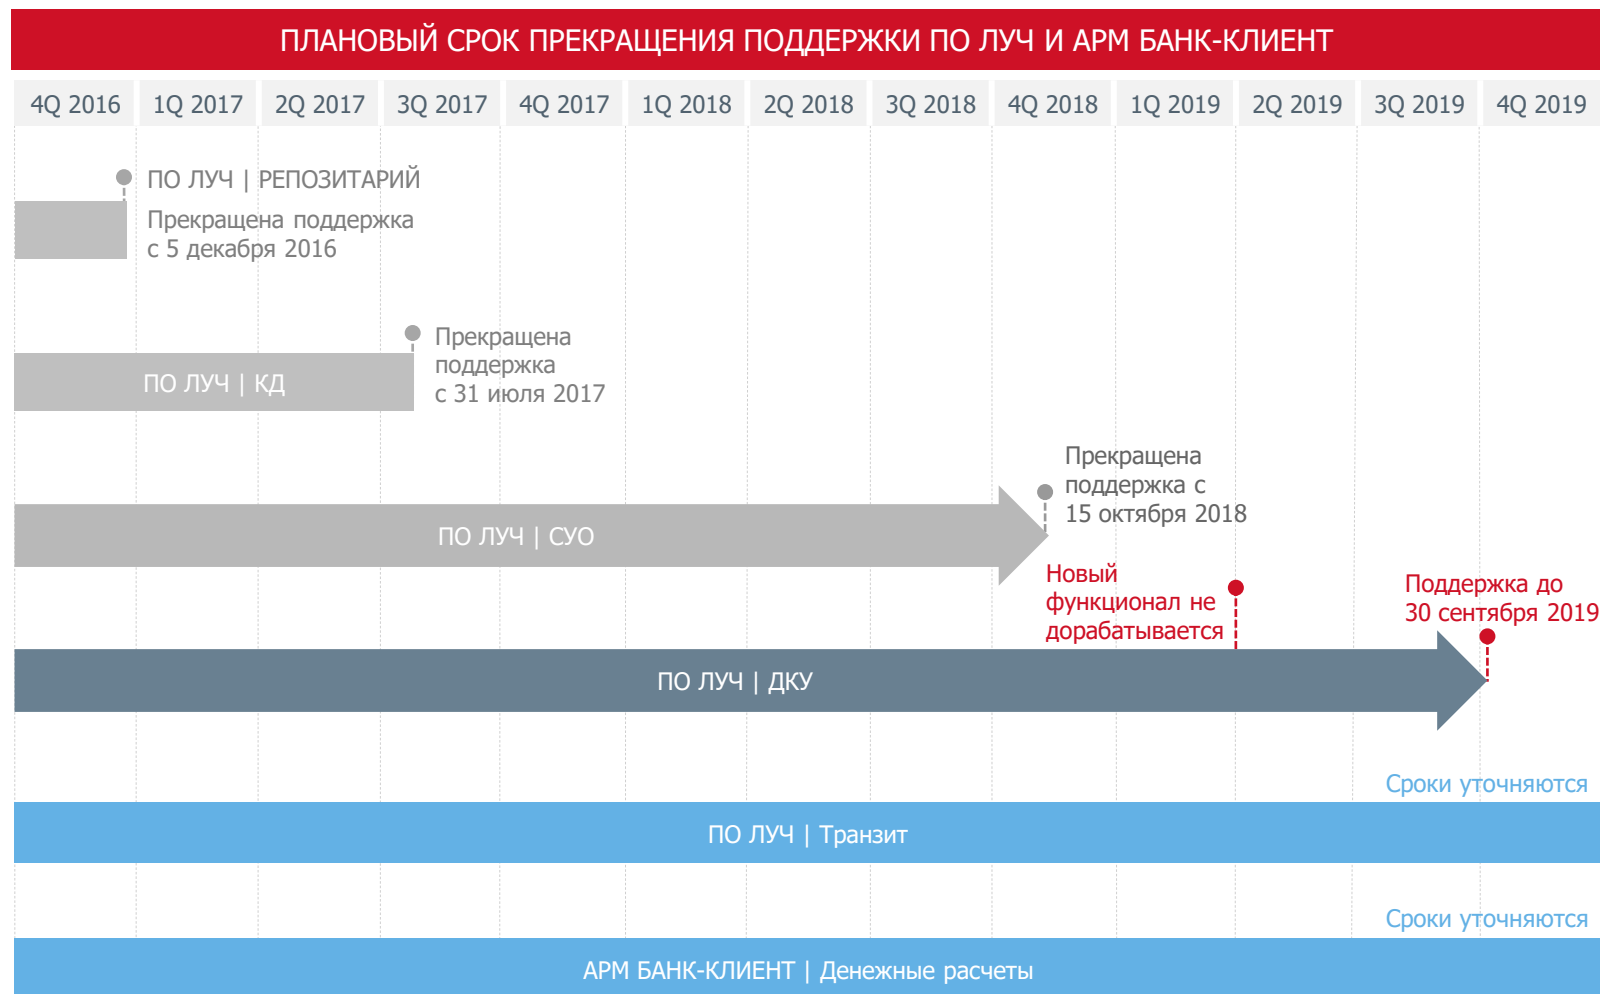 ПЛАНОВЫЙ СРОК ПРЕКРАЩЕНИЯ ПОДДЕРЖКИ ПО ЛУЧ И АРМ БАНК-КЛИЕНТ
4Q 2016 1Q 2017 2Q 2017 3Q 2017 4Q 2017 1Q 2018 2Q 2018 3Q 2018 4Q 2018 1Q 2019 2Q 2019 3Q 2019 4Q 2019
ПО ЛУЧ | РЕПОЗИТАРИЙ
Прекращена поддержка
с 5 декабря 2016
Прекращена
поддержка
с 31 июля 2017
ПО ЛУЧ | КД
Прекращена
поддержка с
15 октября 2018
ПО ЛУЧ | СУО
Новый
функционал не
дорабатывается
Поддержка до
30 сентября 2019
ПО ЛУЧ | ДКУ
Сроки уточняются
ПО ЛУЧ | Транзит
Сроки уточняются
АРМ БАНК-КЛИЕНТ | Денежные расчеты